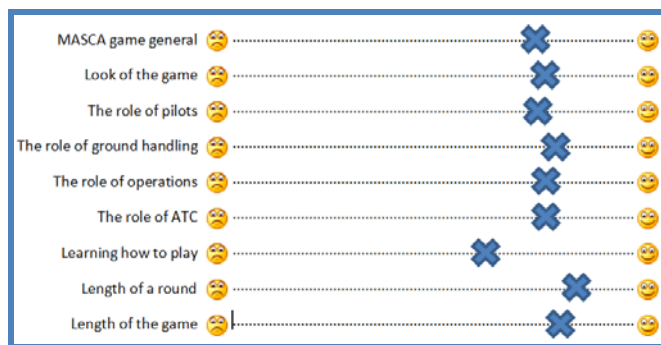 MASCA game general
Look of the game
The role of pilots
The role of ground handling
The role of operations
The role of ATC
Learning how to play
Length of a round
Length of the game